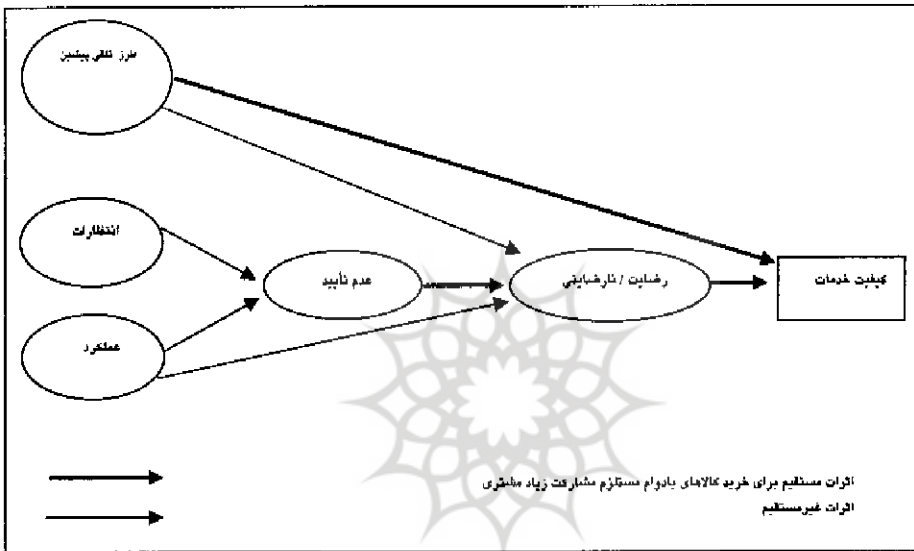 طرز تلقی پیشین
انتظارات
عدم تأیید
رضایت / نارضایتی
کیفیت خدمات
عملکرد
اثرات مستقیم برای خرید کالاهای بادوام مستلزم مشارکت زیاد مشتری
اثرات غیرمستقیم